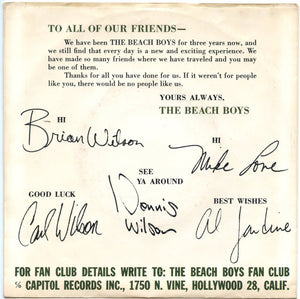 TO ALL OF OUR FRIENDS—
We have been THE BEACH BOYS for three years now, and
we still find that every day is a new and exciting experience. We
have made so many friends where we have traveled and you may
be one of them.
Thanks for all you have done for us. If it weren't for people
like you, there would be no people like us.
YOURS ALWAYS,
THE BEACH BOYS
HI
Brian Wilson
HI
Mike Love
GOOD LUCK
Carl Wilson
SEE
YA AROUND
Dennis
Wilson
BEST WISHES
Al Jardine
FOR FAN CLUB DETAILS WRITE TO: THE BEACH BOYS FAN CLUB
℅ CAPITOL RECORDS INC., 1750 N. VINE, HOLLYWOOD 28, CALIF.